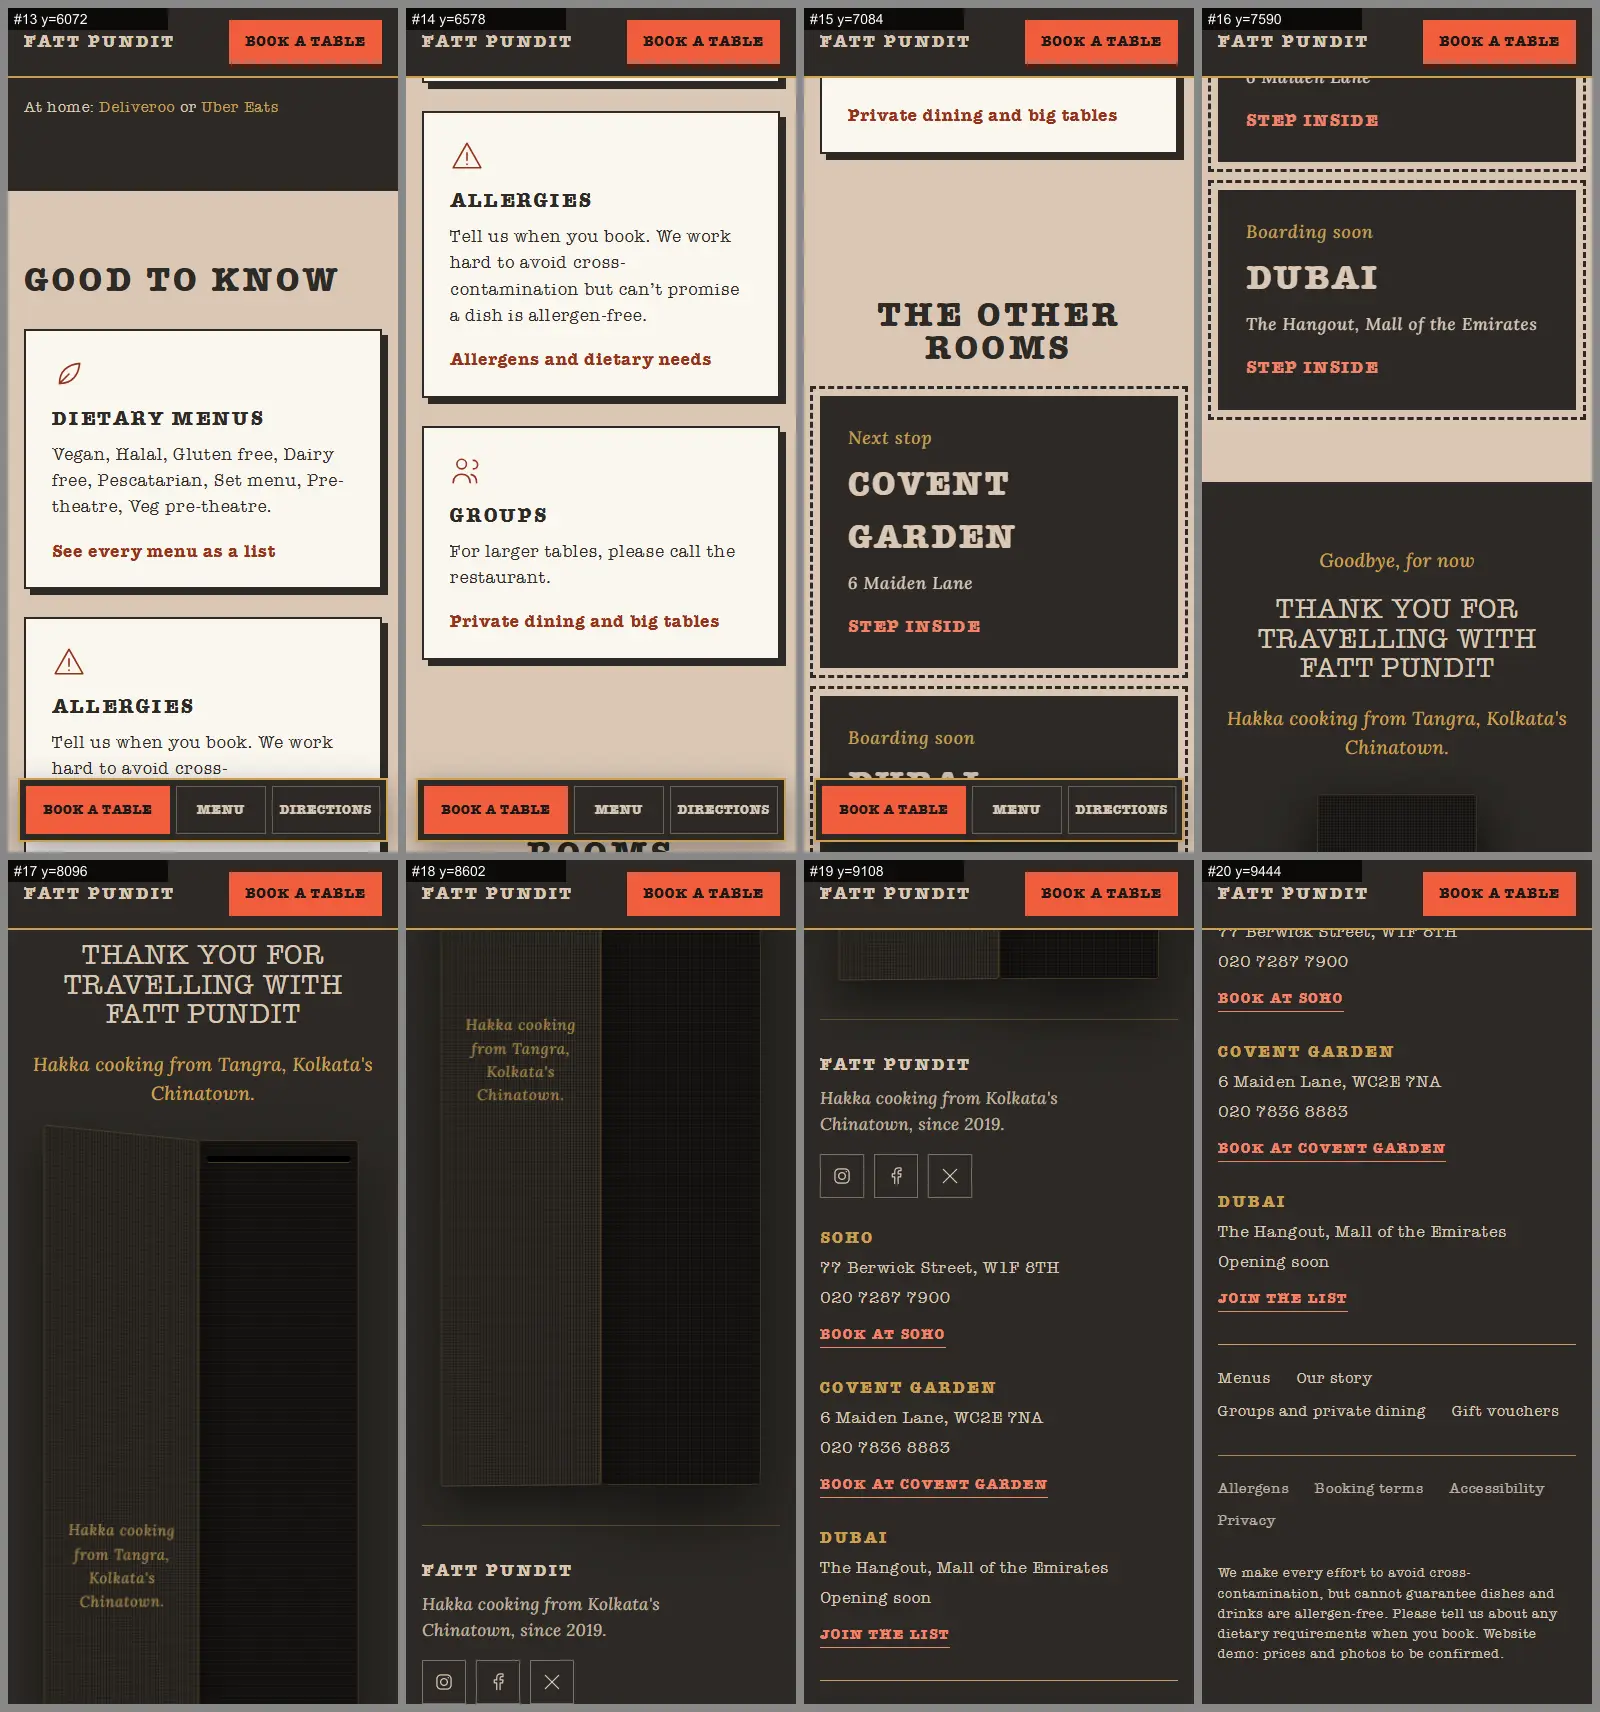 #13 y=6072
FATT PUNDIT
BOOK A TABLE
At home: Deliveroo or Uber Eats
GOOD TO KNOW
DIETARY MENUS
Vegan, Halal, Gluten free, Dairy
free, Pescatarian, Set menu, Pre-
theatre, Veg pre-theatre.
See every menu as a list
ALLERGIES
Tell us when you book. We work
hard to avoid cross-
BOOK A TABLE
MENU
DIRECTIONS
#14 y=6578
FATT PUNDIT
BOOK A TABLE
ALLERGIES
Tell us when you book. We work
hard to avoid cross-
contamination but can’t promise
a dish is allergen-free.
Allergens and dietary needs
GROUPS
For larger tables, please call the
restaurant.
Private dining and big tables
BOOK A TABLE
MENU
DIRECTIONS
ROOMS
#15 y=7084
FATT PUNDIT
BOOK A TABLE
Private dining and big tables
THE OTHER
ROOMS
Next stop
COVENT
GARDEN
6 Maiden Lane
STEP INSIDE
Boarding soon
DUBAI
BOOK A TABLE
MENU
DIRECTIONS
#16 y=7590
FATT PUNDIT
BOOK A TABLE
6 Maiden Lane
STEP INSIDE
Boarding soon
DUBAI
The Hangout, Mall of the Emirates
STEP INSIDE
Goodbye, for now
THANK YOU FOR
TRAVELLING WITH
FATT PUNDIT
Hakka cooking from Tangra, Kolkata's
Chinatown.
#17 y=8096
FATT PUNDIT
BOOK A TABLE
THANK YOU FOR
TRAVELLING WITH
FATT PUNDIT
Hakka cooking from Tangra, Kolkata's
Chinatown.
Hakka cooking
from Tangra,
Kolkata's
Chinatown.
#18 y=8602
FATT PUNDIT
BOOK A TABLE
Hakka cooking
from Tangra,
Kolkata's
Chinatown.
FATT PUNDIT
Hakka cooking from Kolkata's
Chinatown, since 2019.
#19 y=9108
FATT PUNDIT
BOOK A TABLE
FATT PUNDIT
Hakka cooking from Kolkata's
Chinatown, since 2019.
SOHO
77 Berwick Street, W1F 8TH
020 7287 7900
BOOK AT SOHO
COVENT GARDEN
6 Maiden Lane, WC2E 7NA
020 7836 8883
BOOK AT COVENT GARDEN
DUBAI
The Hangout, Mall of the Emirates
Opening soon
JOIN THE LIST
#20 y=9444
FATT PUNDIT
BOOK A TABLE
77 Berwick Street, W1F 8TH
020 7287 7900
BOOK AT SOHO
COVENT GARDEN
6 Maiden Lane, WC2E 7NA
020 7836 8883
BOOK AT COVENT GARDEN
DUBAI
The Hangout, Mall of the Emirates
Opening soon
JOIN THE LIST
Menus Our story
Groups and private dining Gift vouchers
Allergens Booking terms Accessibility
Privacy
We make every effort to avoid cross-
contamination, but cannot guarantee dishes and
drinks are allergen-free. Please tell us about any
dietary requirements when you book. Website
demo: prices and photos to be confirmed.